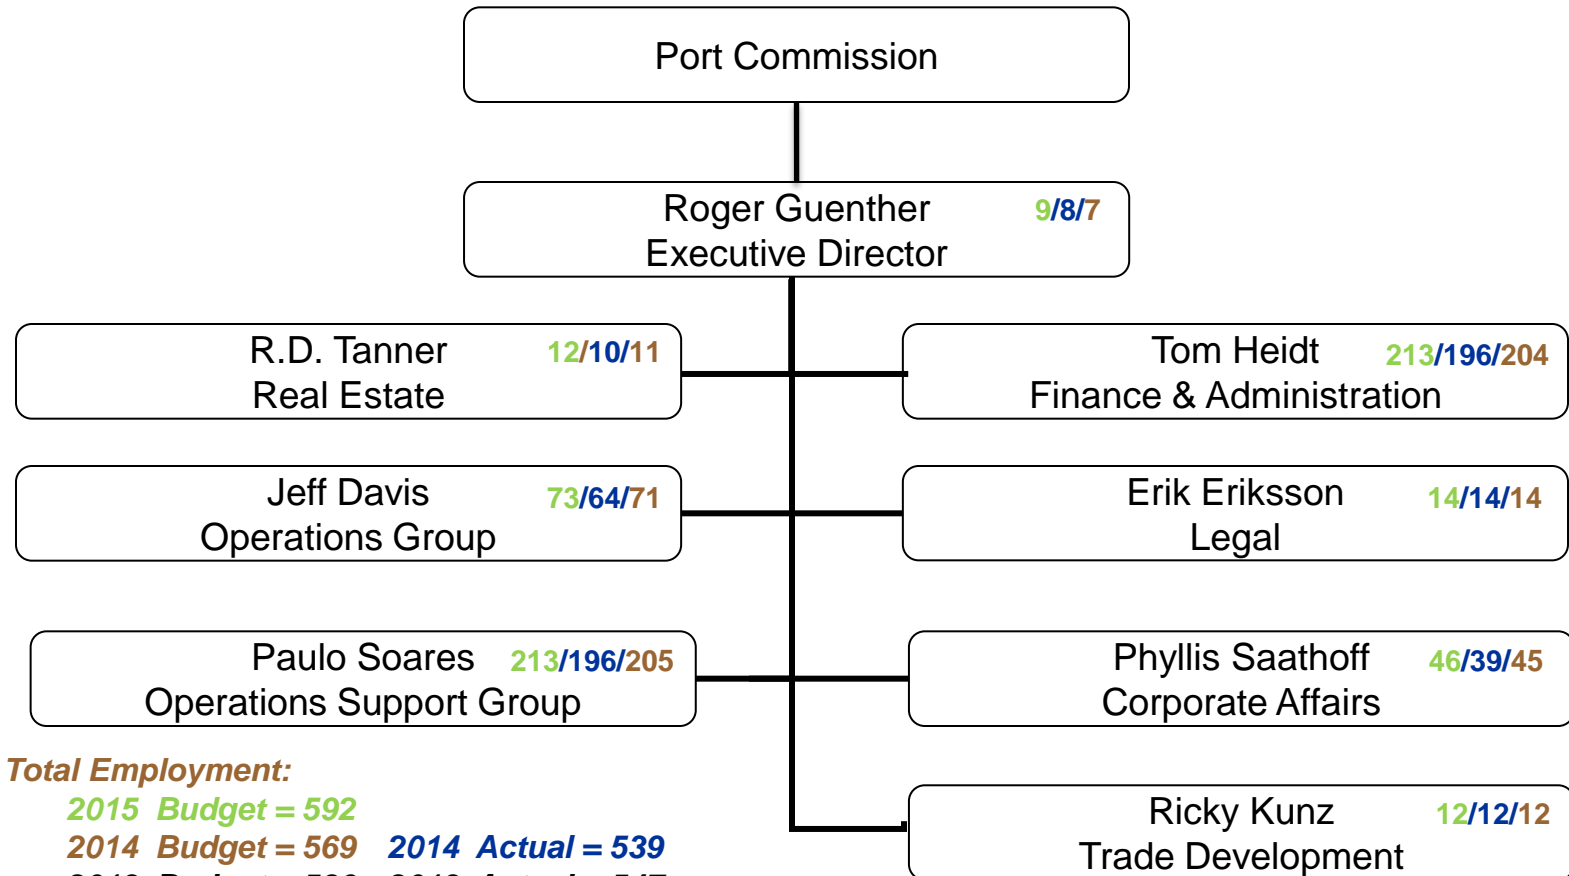 Port Commission
Roger Guenther 9/8/7
Executive Director
R.D. Tanner 12/10/11
Real Estate
Tom Heidt 213/196/204
Finance & Administration
Jeff Davis 73/64/71
Operations Group
Erik Eriksson 14/14/14
Legal
Paulo Soares 213/196/205
Operations Support Group
Phyllis Saathoff 46/39/45
Corporate Affairs
Ricky Kunz 12/12/12
Trade Development
Total Employment:
2015 Budget = 592
2014 Budget = 569 2014 Actual = 539